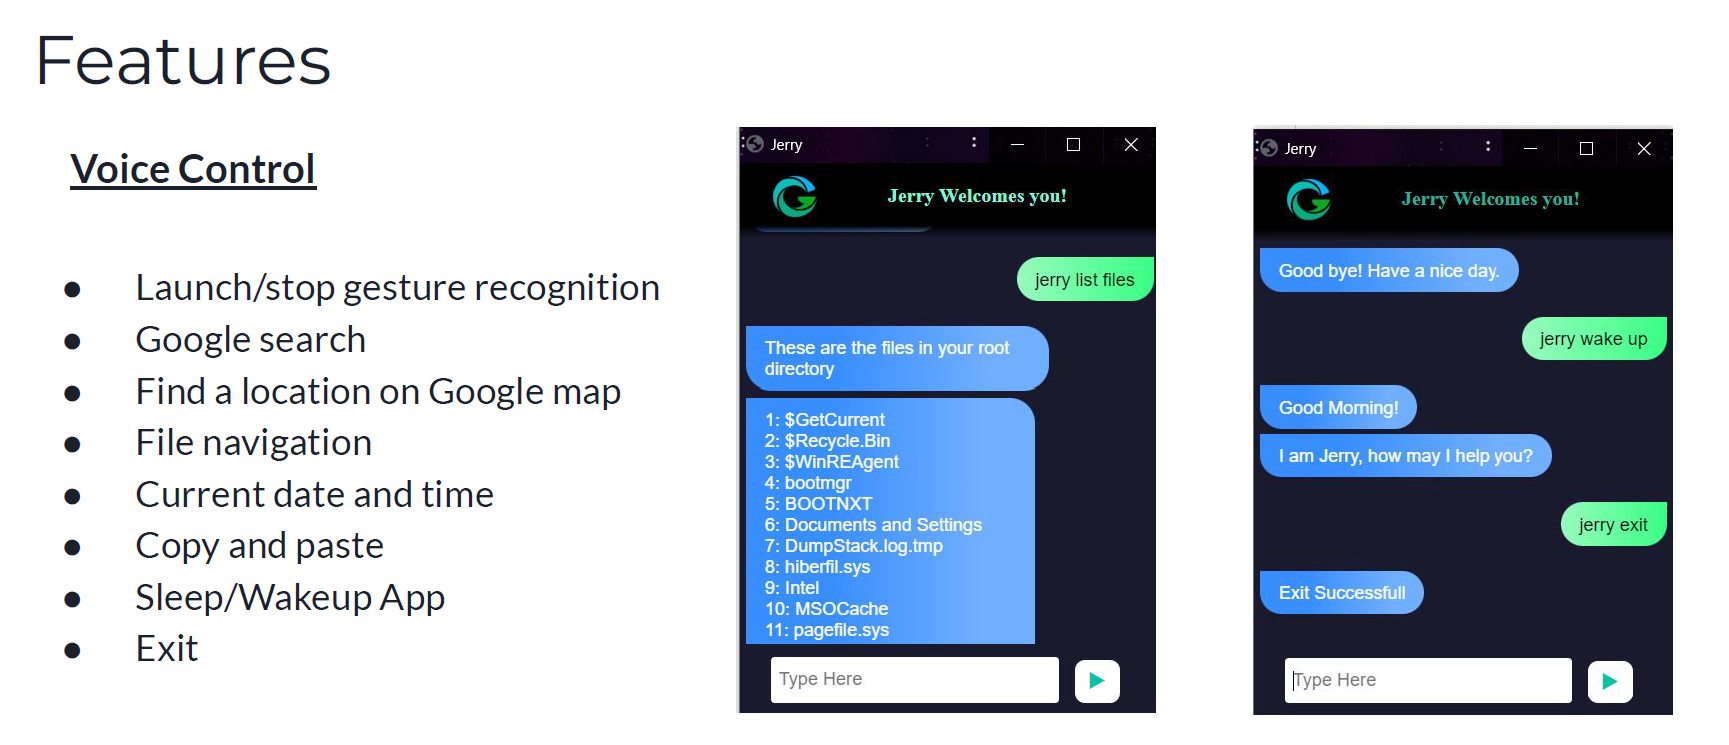 Features
Voice Control
● Launch/stop gesture recognition
● Google search
● Find a location on Google map
● File navigation
● Current date and time
● Copy and paste
● Sleep/Wakeup App
● Exit
Jerry
Jerry Welcomes you!
jerry list files
These are the files in your root
directory
1: $GetCurrent
2: $Recycle.Bin
3: $WinREAgent
4: bootmgr
5: BOOTNXT
6: Documents and Settings
7: DumpStack.log.tmp
8: hiberfil.sys
9: Intel
10: MSOCache
11: pagefile.sys
Type Here
Jerry
Jerry Welcomes you!
Good bye! Have a nice day.
jerry wake up
Good Morning!
I am Jerry, how may I help you?
jerry exit
Exit Successfull
Type Here